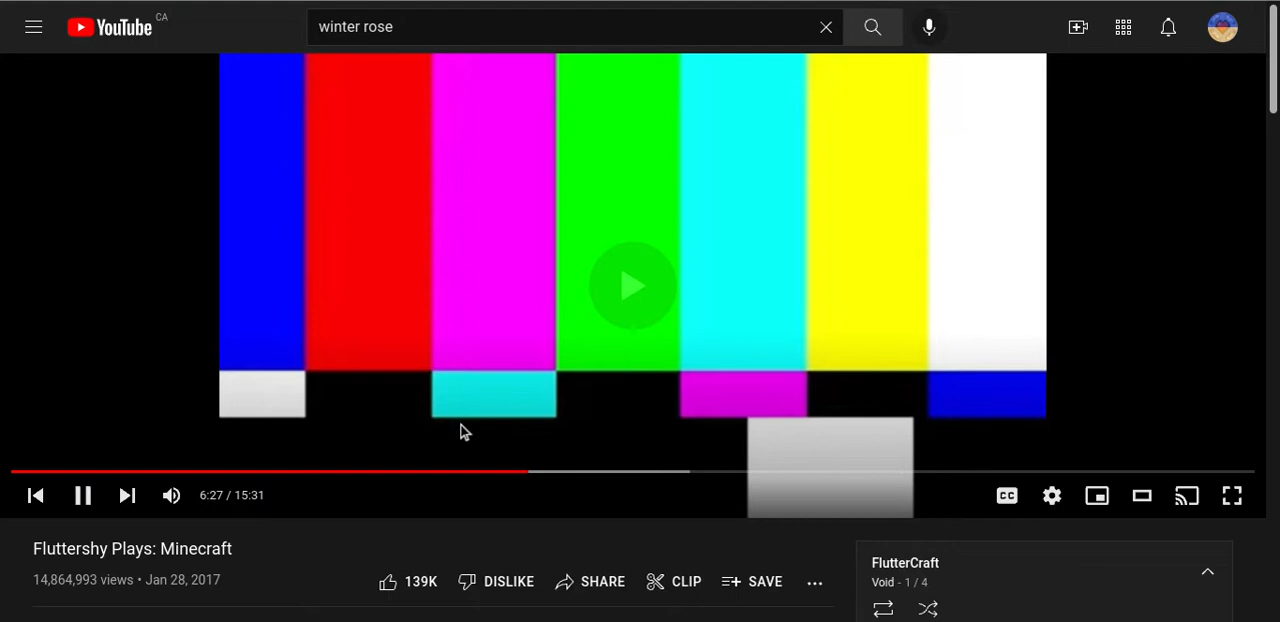 YouTube CA
winter rose
6:27 / 15:31
CC
Fluttershy Plays: Minecraft
14,864,993 views • Jan 28, 2017
139K DISLIKE SHARE CLIP SAVE ...
FlutterCraft
Void - 1 / 4